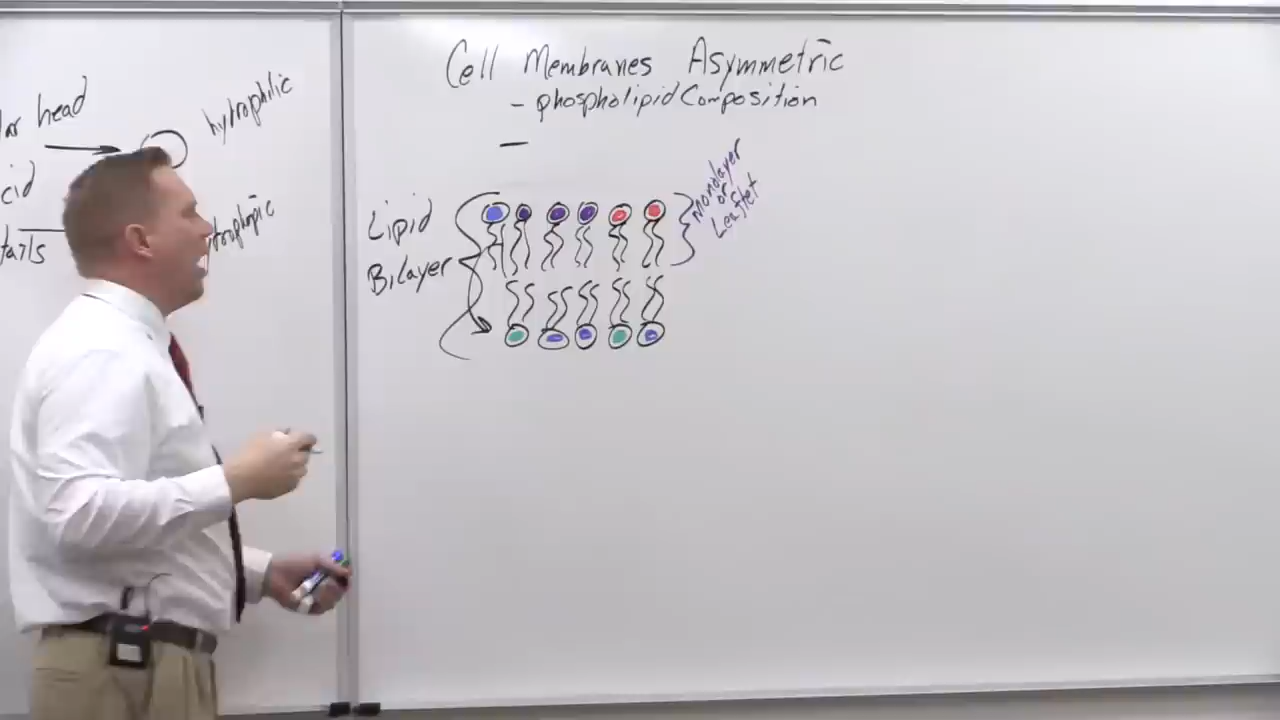 head
hydrophilic
tails
Cell Membranes Asymmetric
- phospholipid Composition
-
Lipid
Bilayer
Monolayer
or
Leaflet